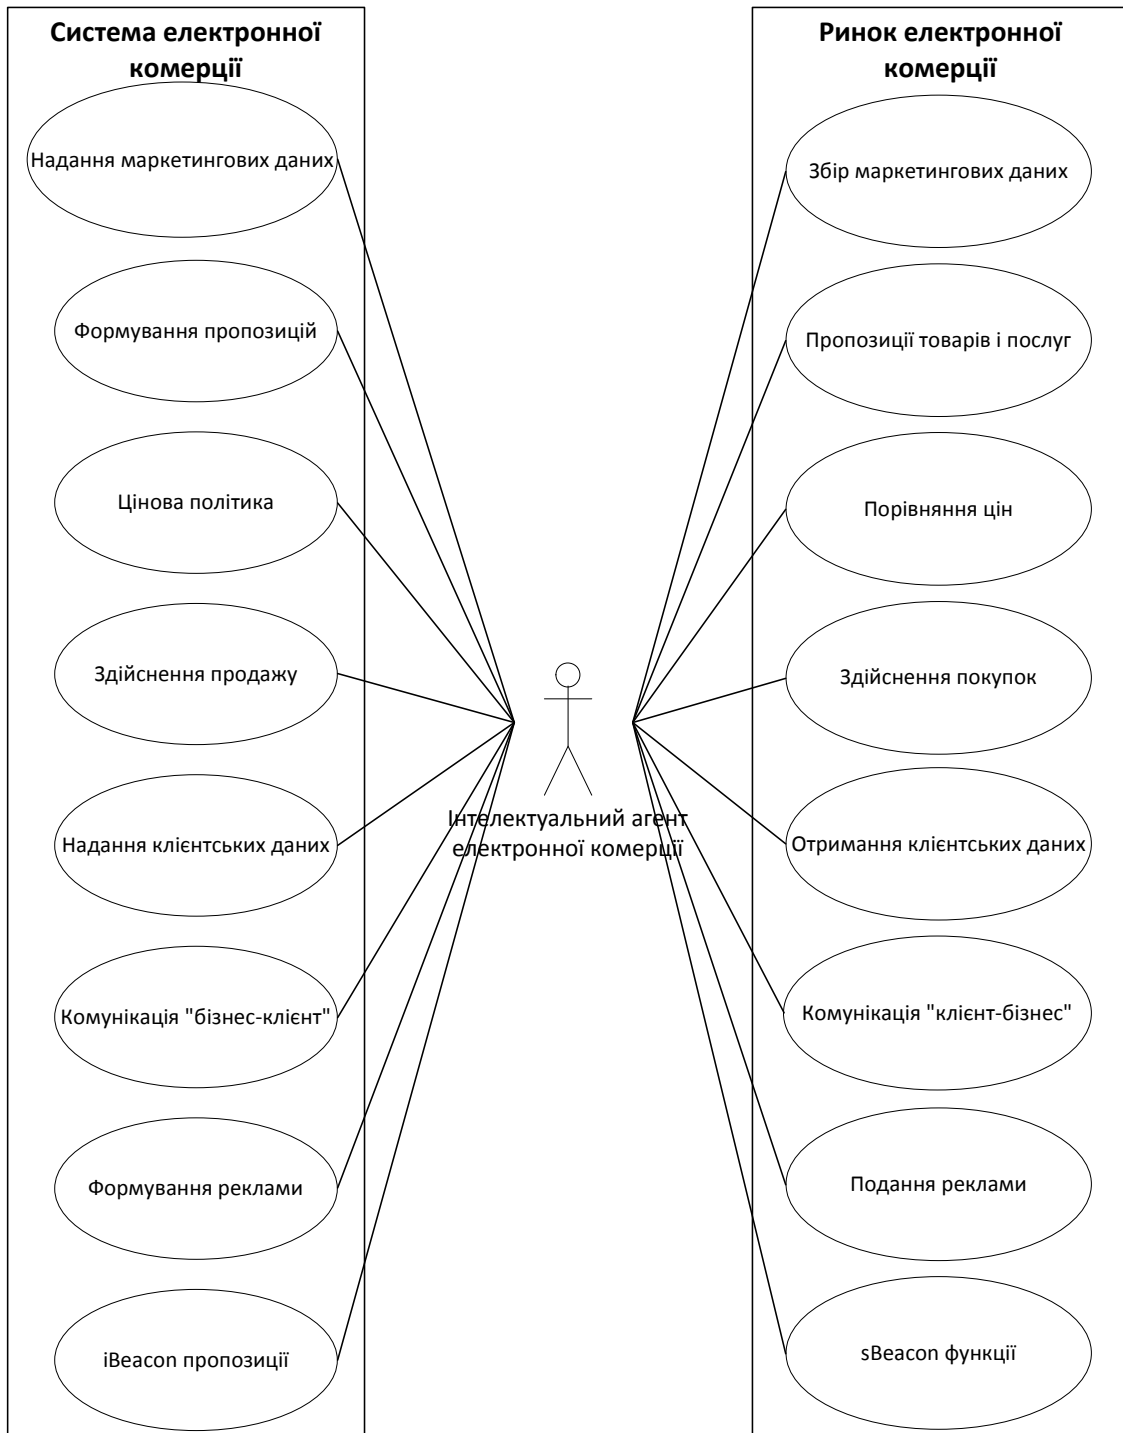 Система електронної
комерції
Надання маркетингових даних
Формування пропозицій
Цінова політика
Здійснення продажу
Надання клієнтських даних
Комунікація "бізнес-клієнт"
Формування реклами
iBeacon пропозиції
Інтелектуальний агент
електронної комерції
Ринок електронної
комерції
Збір маркетингових даних
Пропозиції товарів і послуг
Порівняння цін
Здійснення покупок
Отримання клієнтських даних
Комунікація "клієнт-бізнес"
Подання реклами
sBeacon функції